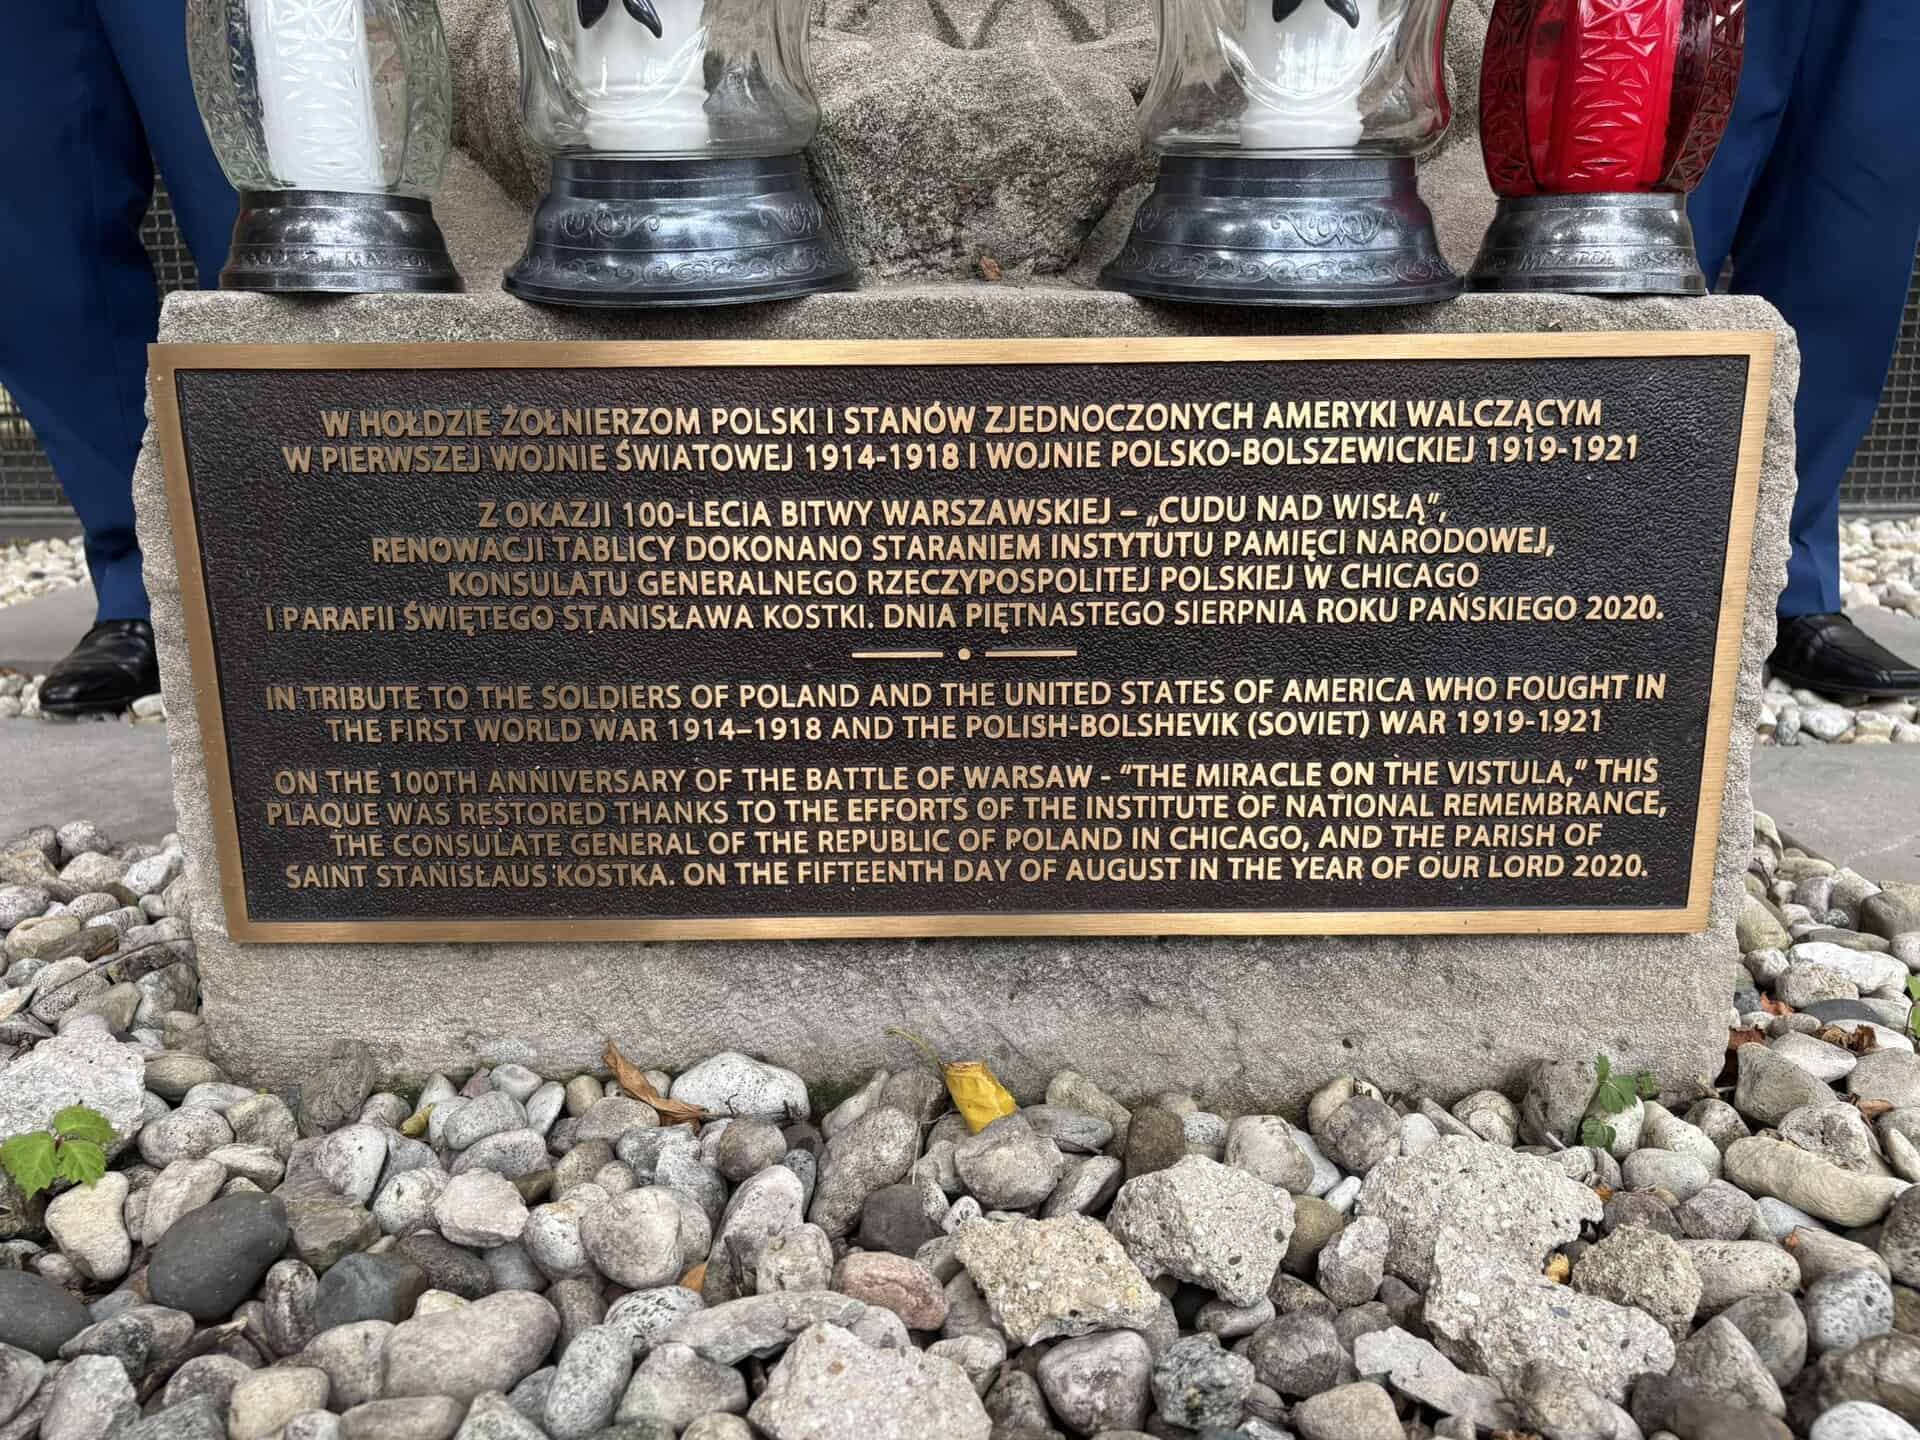 W HOŁDZIE ŻOŁNIERZOM POLSKI I STANÓW ZJEDNOCZONYCH AMERYKI WALCZĄCYM
W PIERWSZEJ WOJNIE ŚWIATOWEJ 1914-1918 I WOJNIE POLSKO-BOLSZEWICKIEJ 1919-1921
Z OKAZJI 100-LECIA BITWY WARSZAWSKIEJ – „CUDU NAD WISŁĄ”,
RENOWACJI TABLICY DOKONANO STARANIEM INSTYTUTU PAMIĘCI NARODOWEJ,
KONSULATU GENERALNEGO RZECZYPOSPOLITEJ POLSKIEJ W CHICAGO
I PARAFII ŚWIĘTEGO STANISŁAWA KOSTKI. DNIA PIĘTNASTEGO SIERPNIA ROKU PAŃSKIEGO 2020.
IN TRIBUTE TO THE SOLDIERS OF POLAND AND THE UNITED STATES OF AMERICA WHO FOUGHT IN
THE FIRST WORLD WAR 1914–1918 AND THE POLISH-BOLSHEVIK (SOVIET) WAR 1919-1921
ON THE 100TH ANNIVERSARY OF THE BATTLE OF WARSAW - “THE MIRACLE ON THE VISTULA,” THIS
PLAQUE WAS RESTORED THANKS TO THE EFFORTS OF THE INSTITUTE OF NATIONAL REMEMBRANCE,
THE CONSULATE GENERAL OF THE REPUBLIC OF POLAND IN CHICAGO, AND THE PARISH OF
SAINT STANISLAUS KOSTKA. ON THE FIFTEENTH DAY OF AUGUST IN THE YEAR OF OUR LORD 2020.